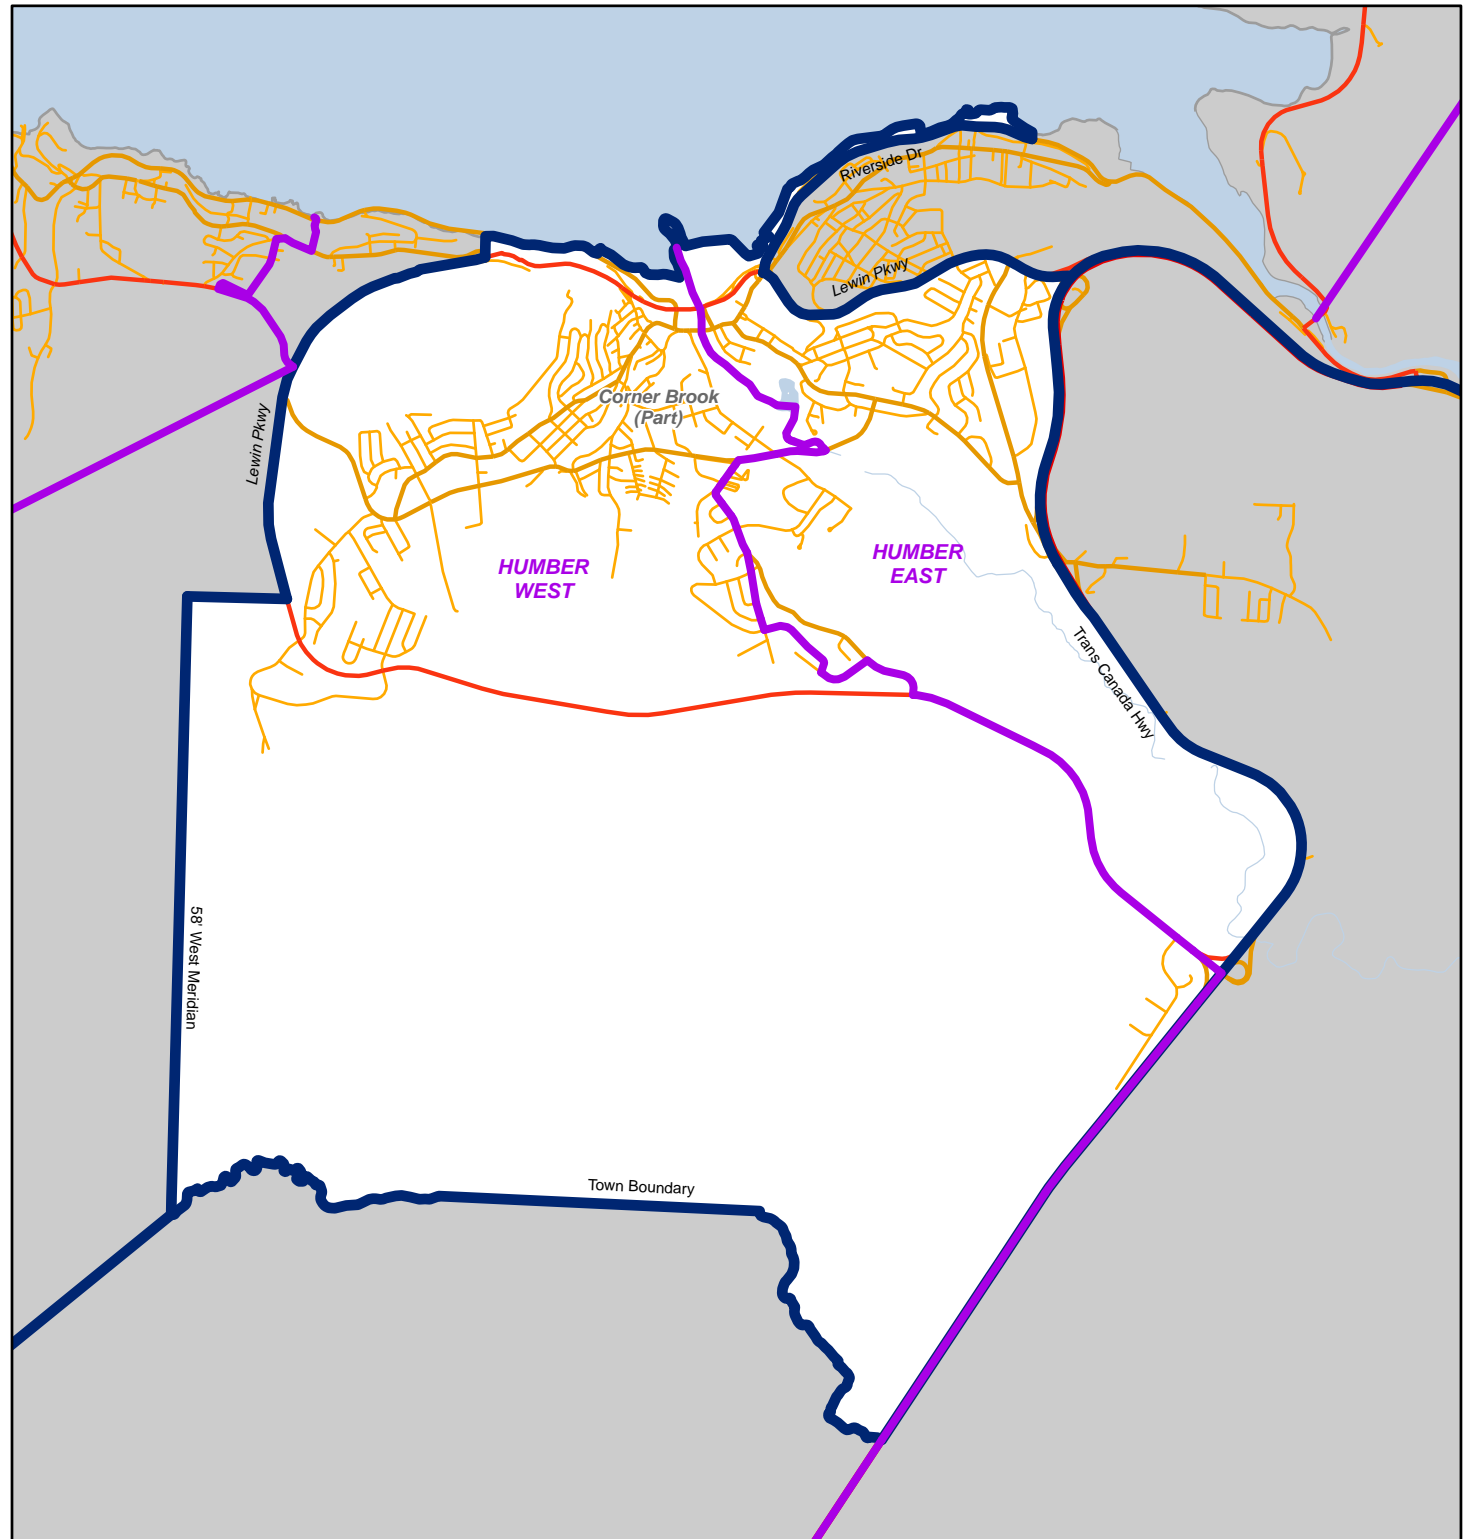 Riverside Dr
Lewin Pkwy
Corner Brook
(Part)
Lewin Pkwy
HUMBER
WEST
HUMBER
EAST
Trans Canada Hwy
58' West Meridian
Town Boundary